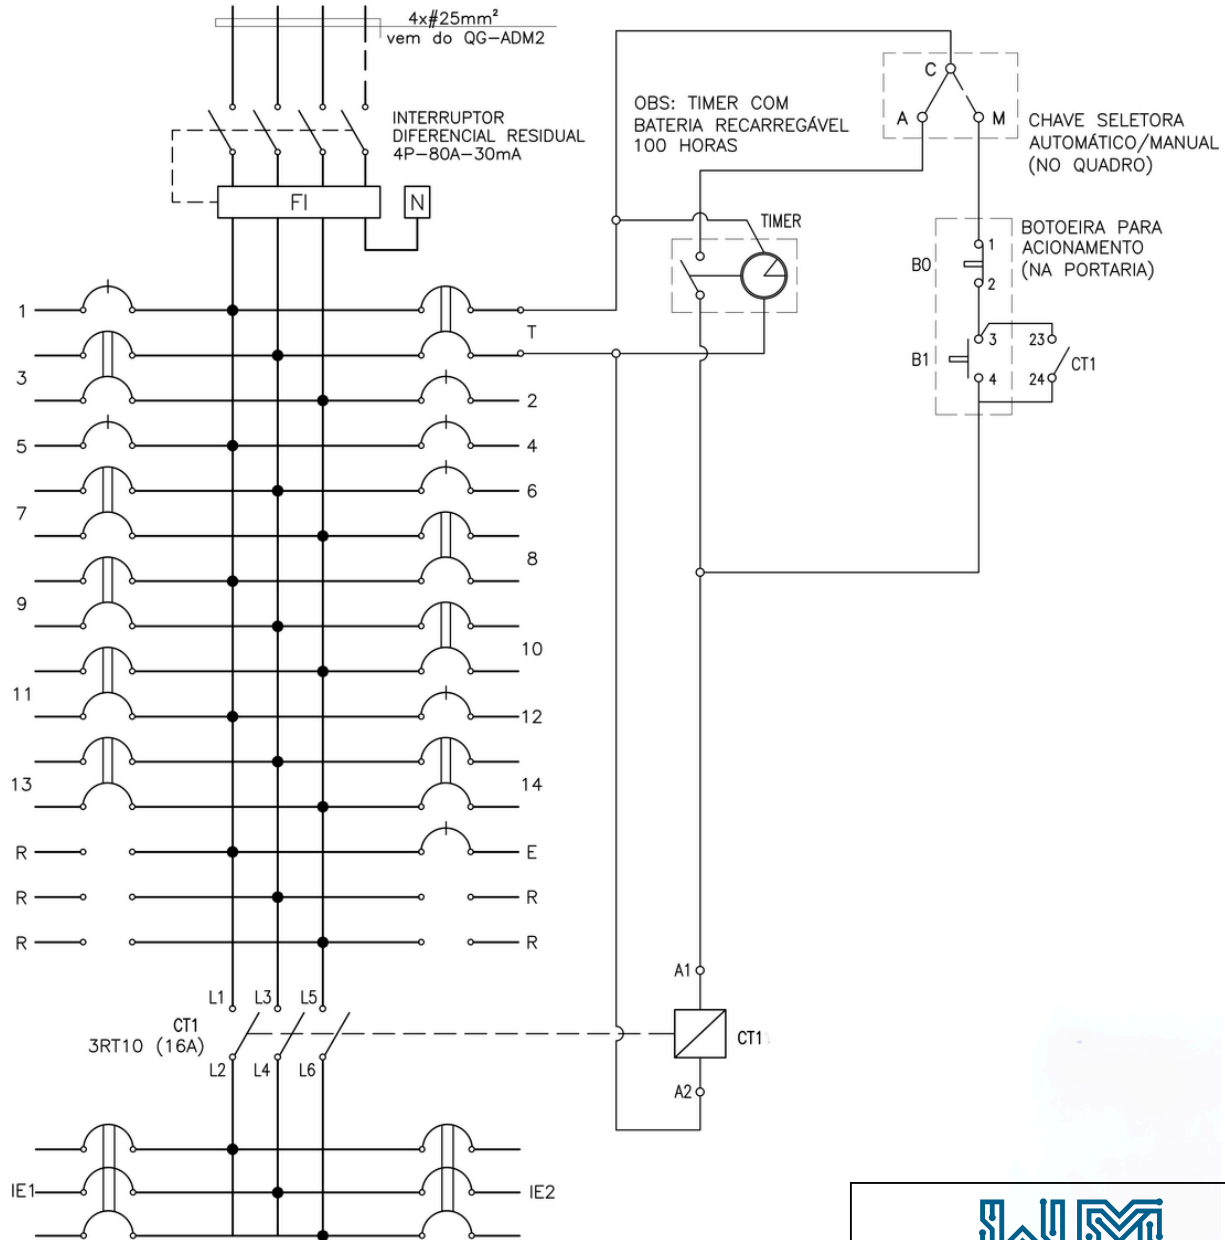 4x#25mm²
vem do QG-ADM2
INTERRUPTOR
DIFERENCIAL RESIDUAL
4P-80A-30mA
FI
N
OBS: TIMER COM
BATERIA RECARREGÁVEL
100 HORAS
C
A
M
CHAVE SELETORA
AUTOMÁTICO/MANUAL
(NO QUADRO)
TIMER
BOTOEIRA PARA
ACIONAMENTO
(NA PORTARIA)
B0
1
2
B1
3
4
23
24
CT1
1
T
3
2
5
4
6
7
8
9
10
11
12
13
14
R
E
R
R
R
R
L1
L3
L5
CT1
3RT10 (16A)
L2
L4
L6
A1
CT1
A2
IE1
IE2
WM